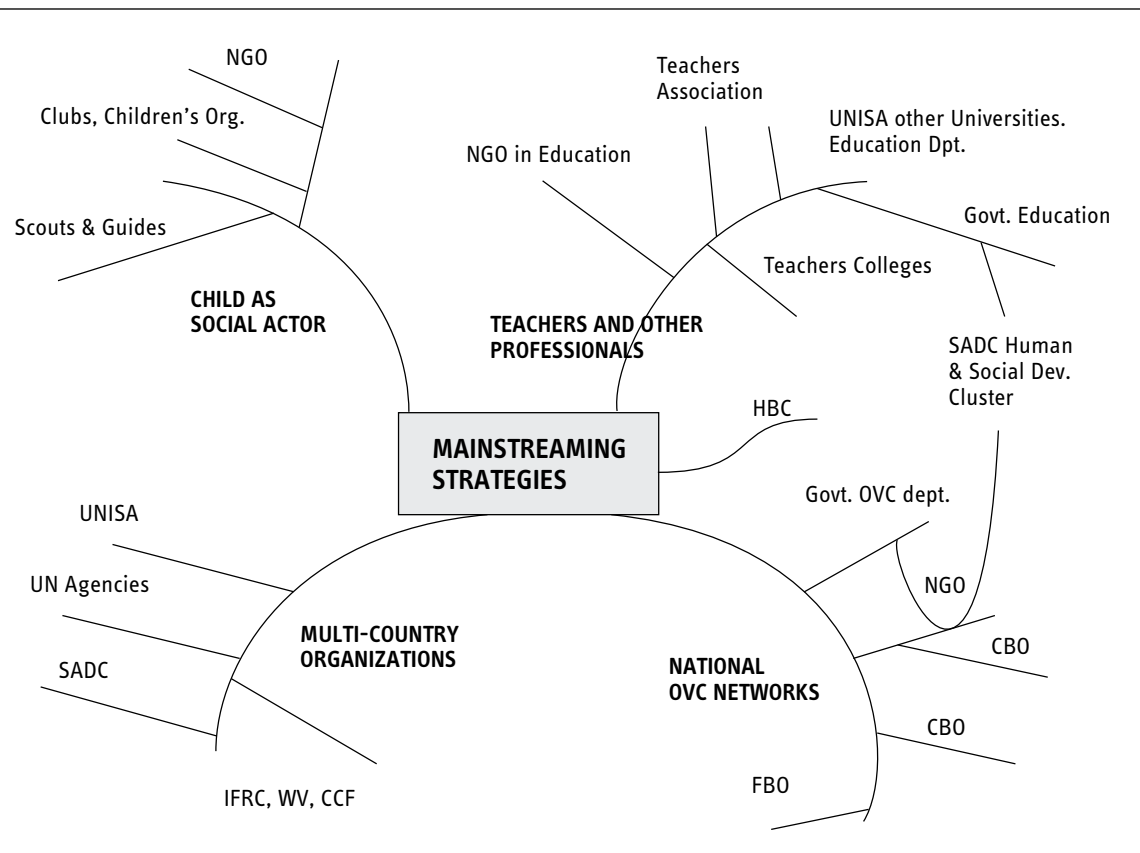 NGO
Clubs, Children's Org.
Scouts & Guides
CHILD AS
SOCIAL ACTOR
Teachers
Association
UNISA other Universities.
Education Dpt.
NGO in Education
Govt. Education
Teachers Colleges
TEACHERS AND OTHER
PROFESSIONALS
SADC Human
& Social Dev.
Cluster
HBC
MAINSTREAMING
STRATEGIES
UNISA
UN Agencies
SADC
MULTI-COUNTRY
ORGANIZATIONS
IFRC, WV, CCF
Govt. OVC dept.
NGO
CBO
NATIONAL
OVC NETWORKS
CBO
FBO